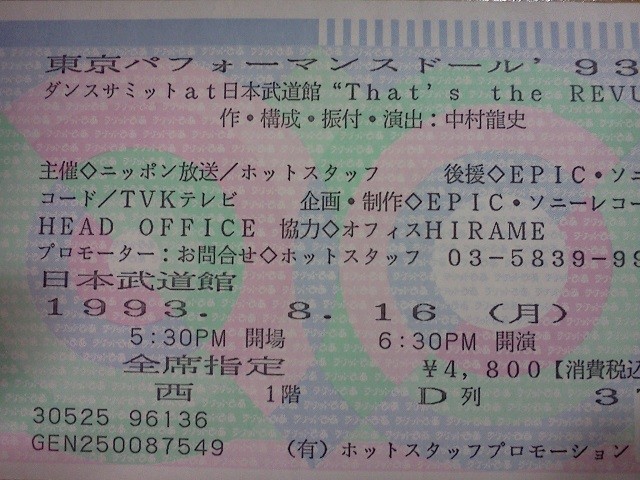 東京パフォーマンスドール’93
ダンスサミットat日本武道館“That's the REVU
作・構成・振付・演出：中村龍史
主催◇ニッポン放送／ホットスタッフ 後援◇EPIC・ソニ
コード／TVKテレビ 企画・制作◇EPIC・ソニーレコー
HEAD OFFICE 協力◇オフィスHIRAME
プロモーター：お問合せ◇ホットスタッフ 03-5839-99
日本武道館
1993. 8.16 (月)
5:30PM 開場 6:30PM 開演
全席指定 ¥4,800【消費税込
西 1階 D列 3
30525 96136
GEN250087549 （有）ホットスタッフプロモーション